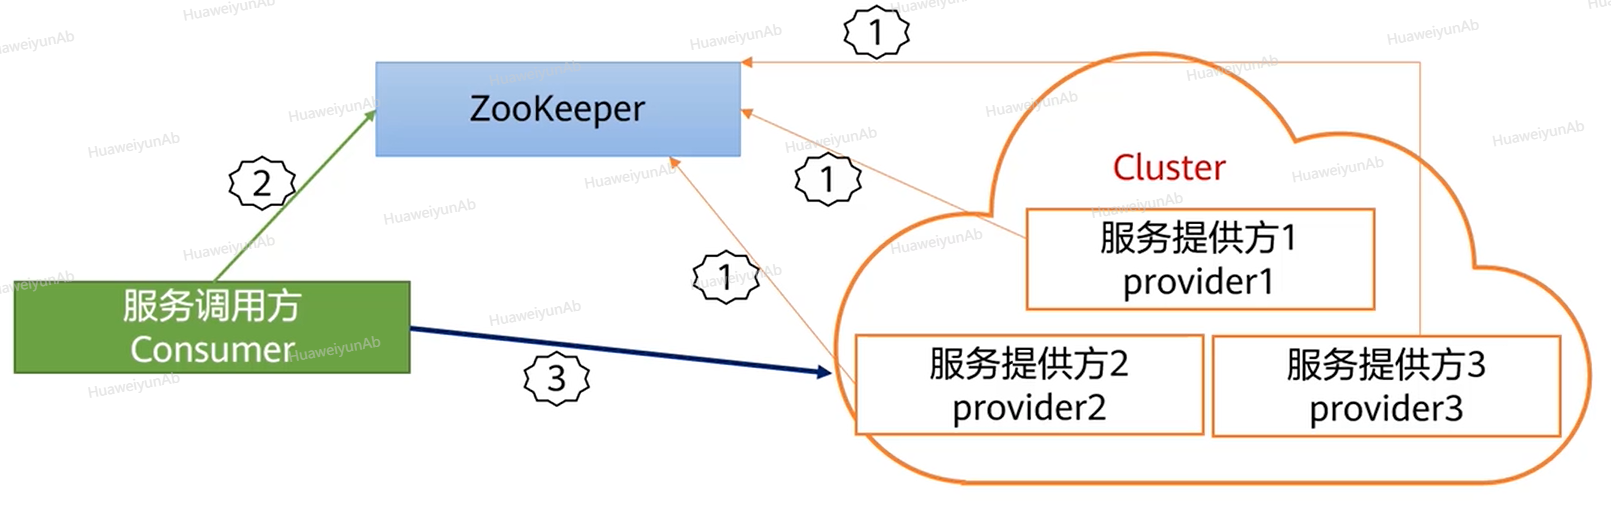 1
ZooKeeper
Cluster
2
1
服务提供方1
provider1
1
服务调用方
Consumer
3
服务提供方2
provider2
服务提供方3
provider3
HuaweiyunAb